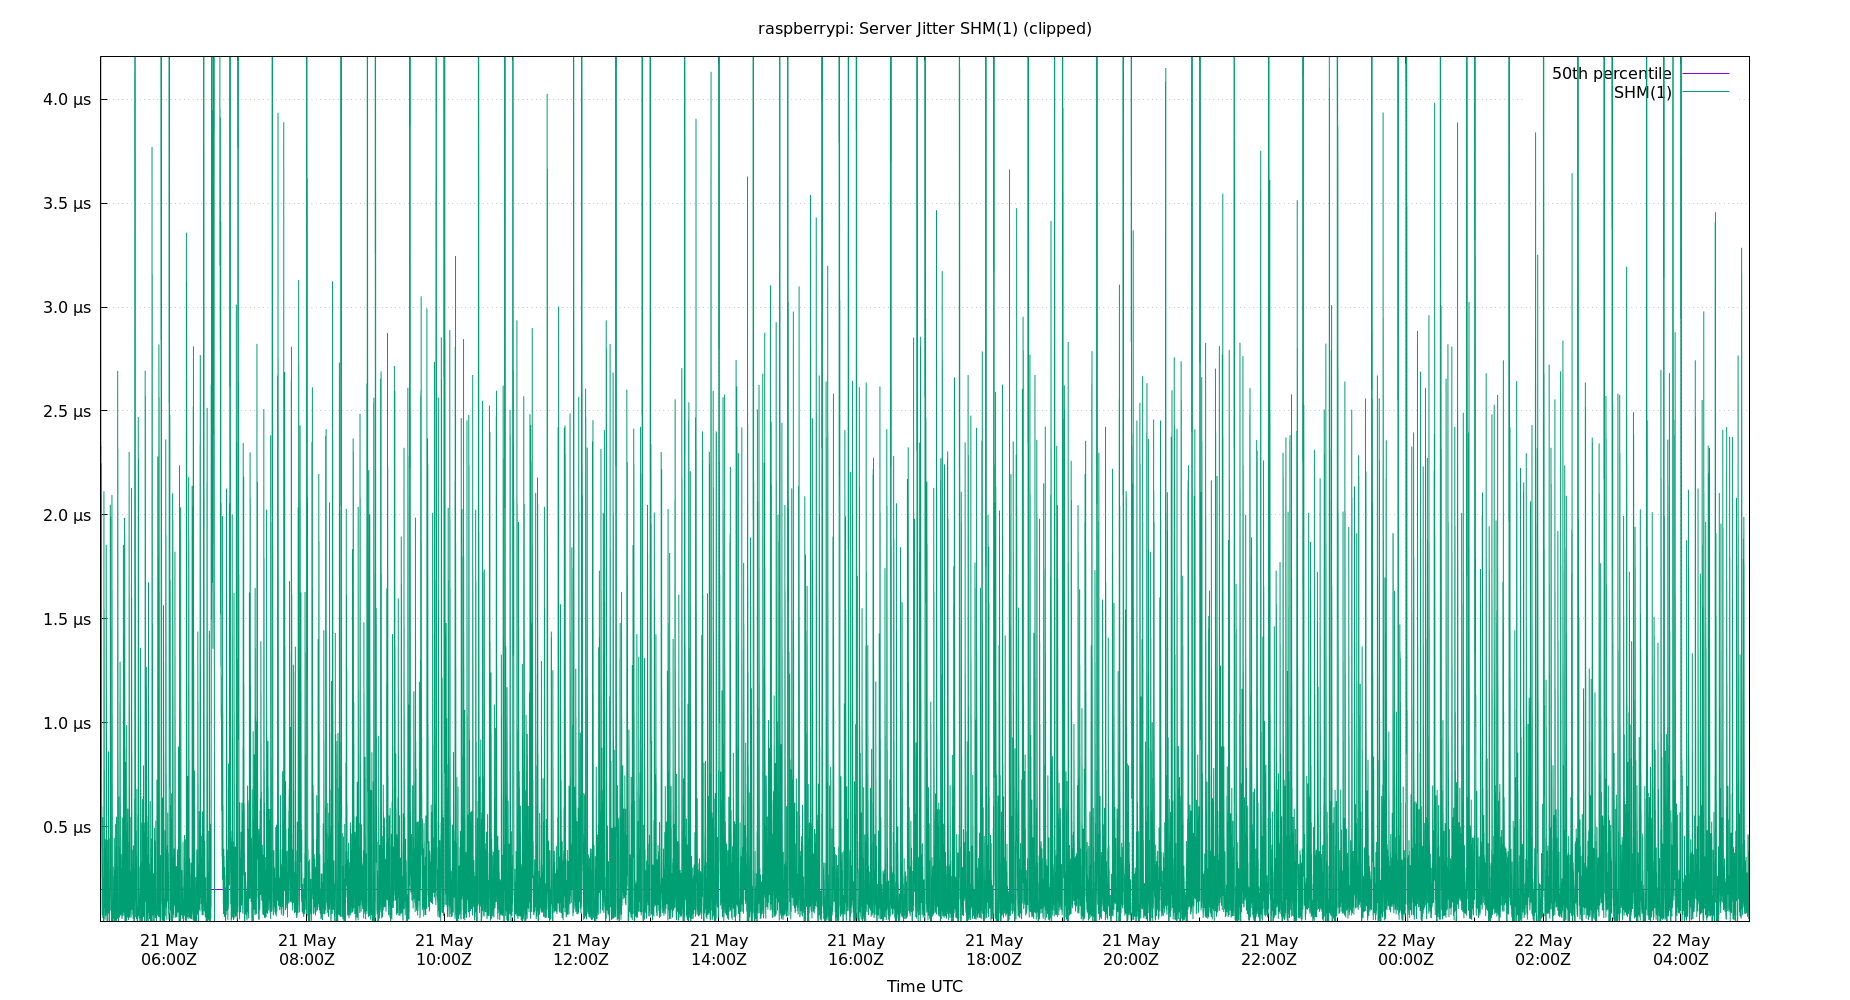 raspberrypi: Server Jitter SHM(1) (clipped)
50th percentile
SHM(1)
4.0 µs
3.5 µs
3.0 µs
2.5 µs
2.0 µs
1.5 µs
1.0 µs
0.5 µs
21 May 21 May 21 May 21 May 21 May 21 May 21 May 21 May 21 May 22 May 22 May 22 May
06:00Z 08:00Z 10:00Z 12:00Z 14:00Z 16:00Z 18:00Z 20:00Z 22:00Z 00:00Z 02:00Z 04:00Z
Time UTC